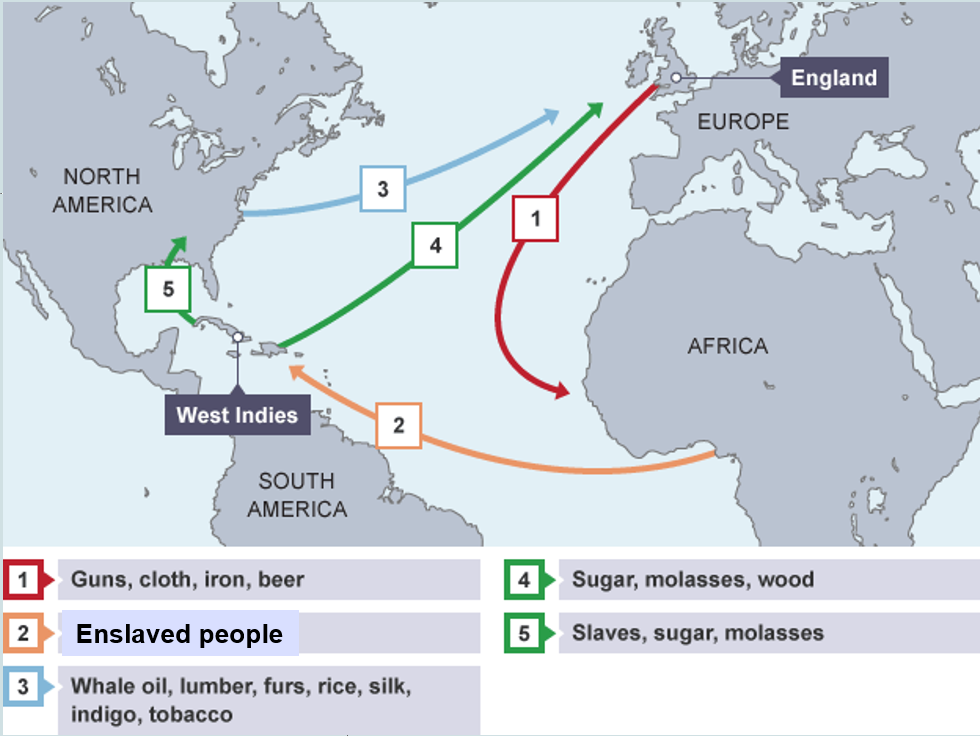 England
EUROPE
NORTH
AMERICA
3
1
4
5
AFRICA
West Indies
2
SOUTH
AMERICA
1 Guns, cloth, iron, beer
2 Enslaved people
3 Whale oil, lumber, furs, rice, silk,
indigo, tobacco
4 Sugar, molasses, wood
5 Slaves, sugar, molasses